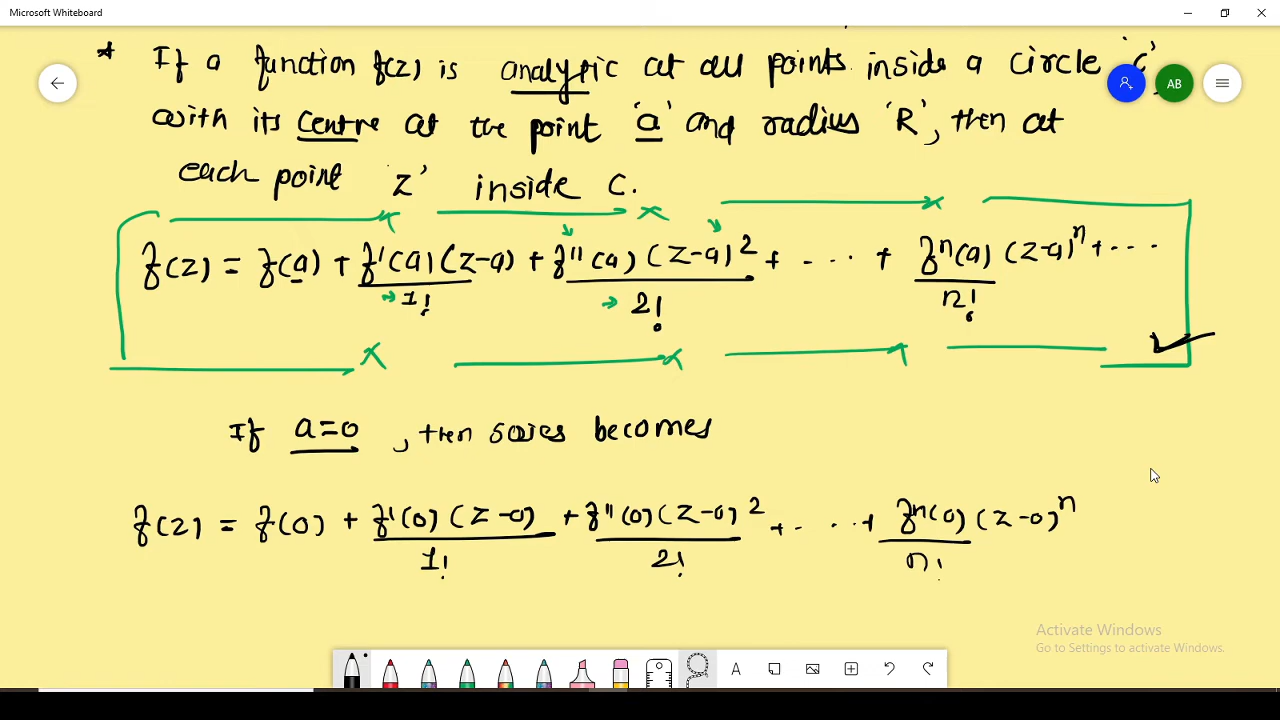 Microsoft Whiteboard
* If a function f(z) is analytic at all points inside a circle 'C',
with its centre at the point 'a' and radius 'R', then at
each point 'z' inside C.
f(z) = f(a) + f'(a)(z-a)/1! + f''(a)(z-a)²/2! + ... + fⁿ(a)/n! (z-a)ⁿ + ...
If a=0, then series becomes
f(z) = f(0) + f'(0)(z-0)/1! + f''(0)(z-0)²/2! + ... + fⁿ(0)/n! (z-0)ⁿ
AB
Activate Windows
Go to Settings to activate Windows.
A